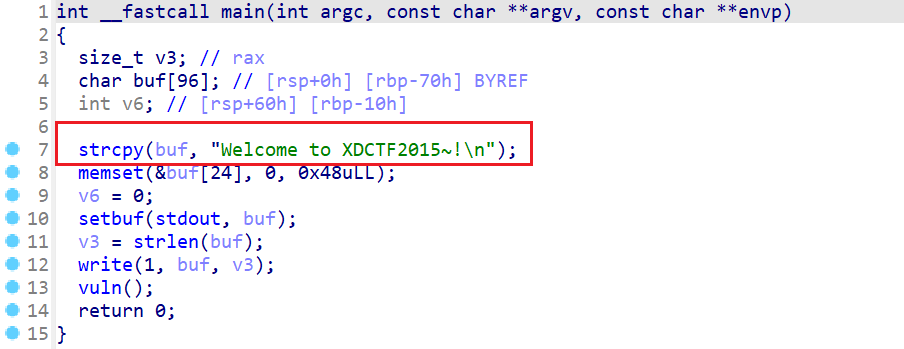 1 int __fastcall main(int argc, const char **argv, const char **envp)
2 {
3   size_t v3; // rax
4   char buf[96]; // [rsp+0h] [rbp-70h] BYREF
5   int v6; // [rsp+60h] [rbp-10h]
6
7   strcpy(buf, "Welcome to XDCTF2015~!\n");
8   memset(&buf[24], 0, 0x48uLL);
9   v6 = 0;
10   setbuf(stdout, buf);
11   v3 = strlen(buf);
12   write(1, buf, v3);
13   vuln();
14   return 0;
15 }